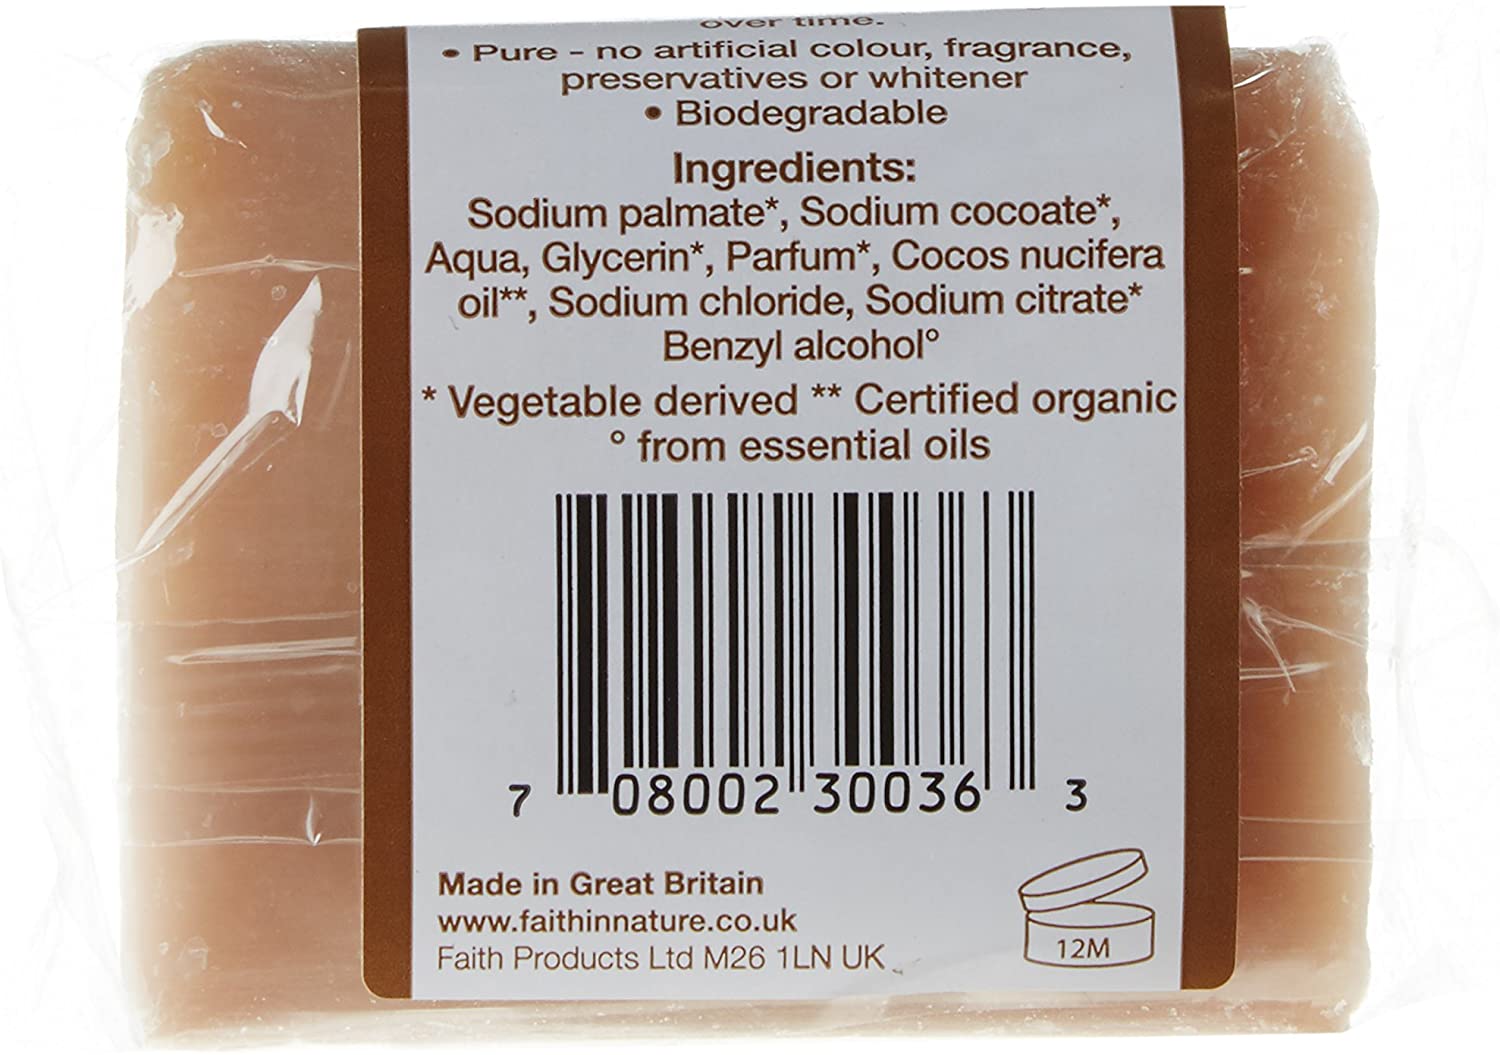 over time.
• Pure - no artificial colour, fragrance,
preservatives or whitener
• Biodegradable
Ingredients:
Sodium palmate*, Sodium cocoate*,
Aqua, Glycerin*, Parfum*, Cocos nucifera
oil**, Sodium chloride, Sodium citrate*
Benzyl alcohol°
* Vegetable derived ** Certified organic
° from essential oils
7 08002 30036 3
Made in Great Britain
www.faithinnature.co.uk
Faith Products Ltd M26 1LN UK
12M